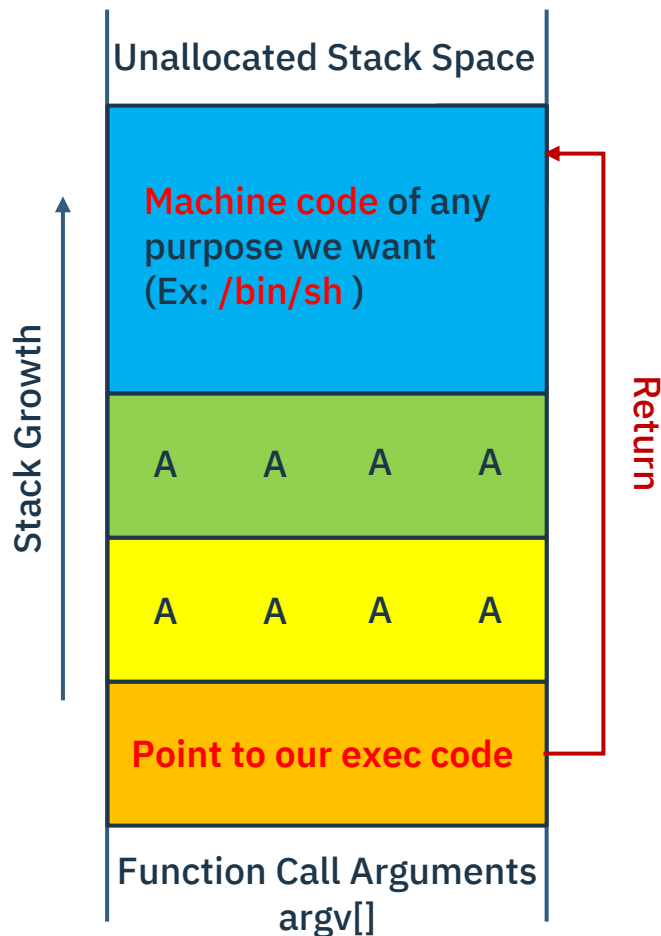 Unallocated Stack Space
Machine code of any
purpose we want
(Ex: /bin/sh )
Stack Growth
Return
A A A A
A A A A
Point to our exec code
Function Call Arguments
argv[]